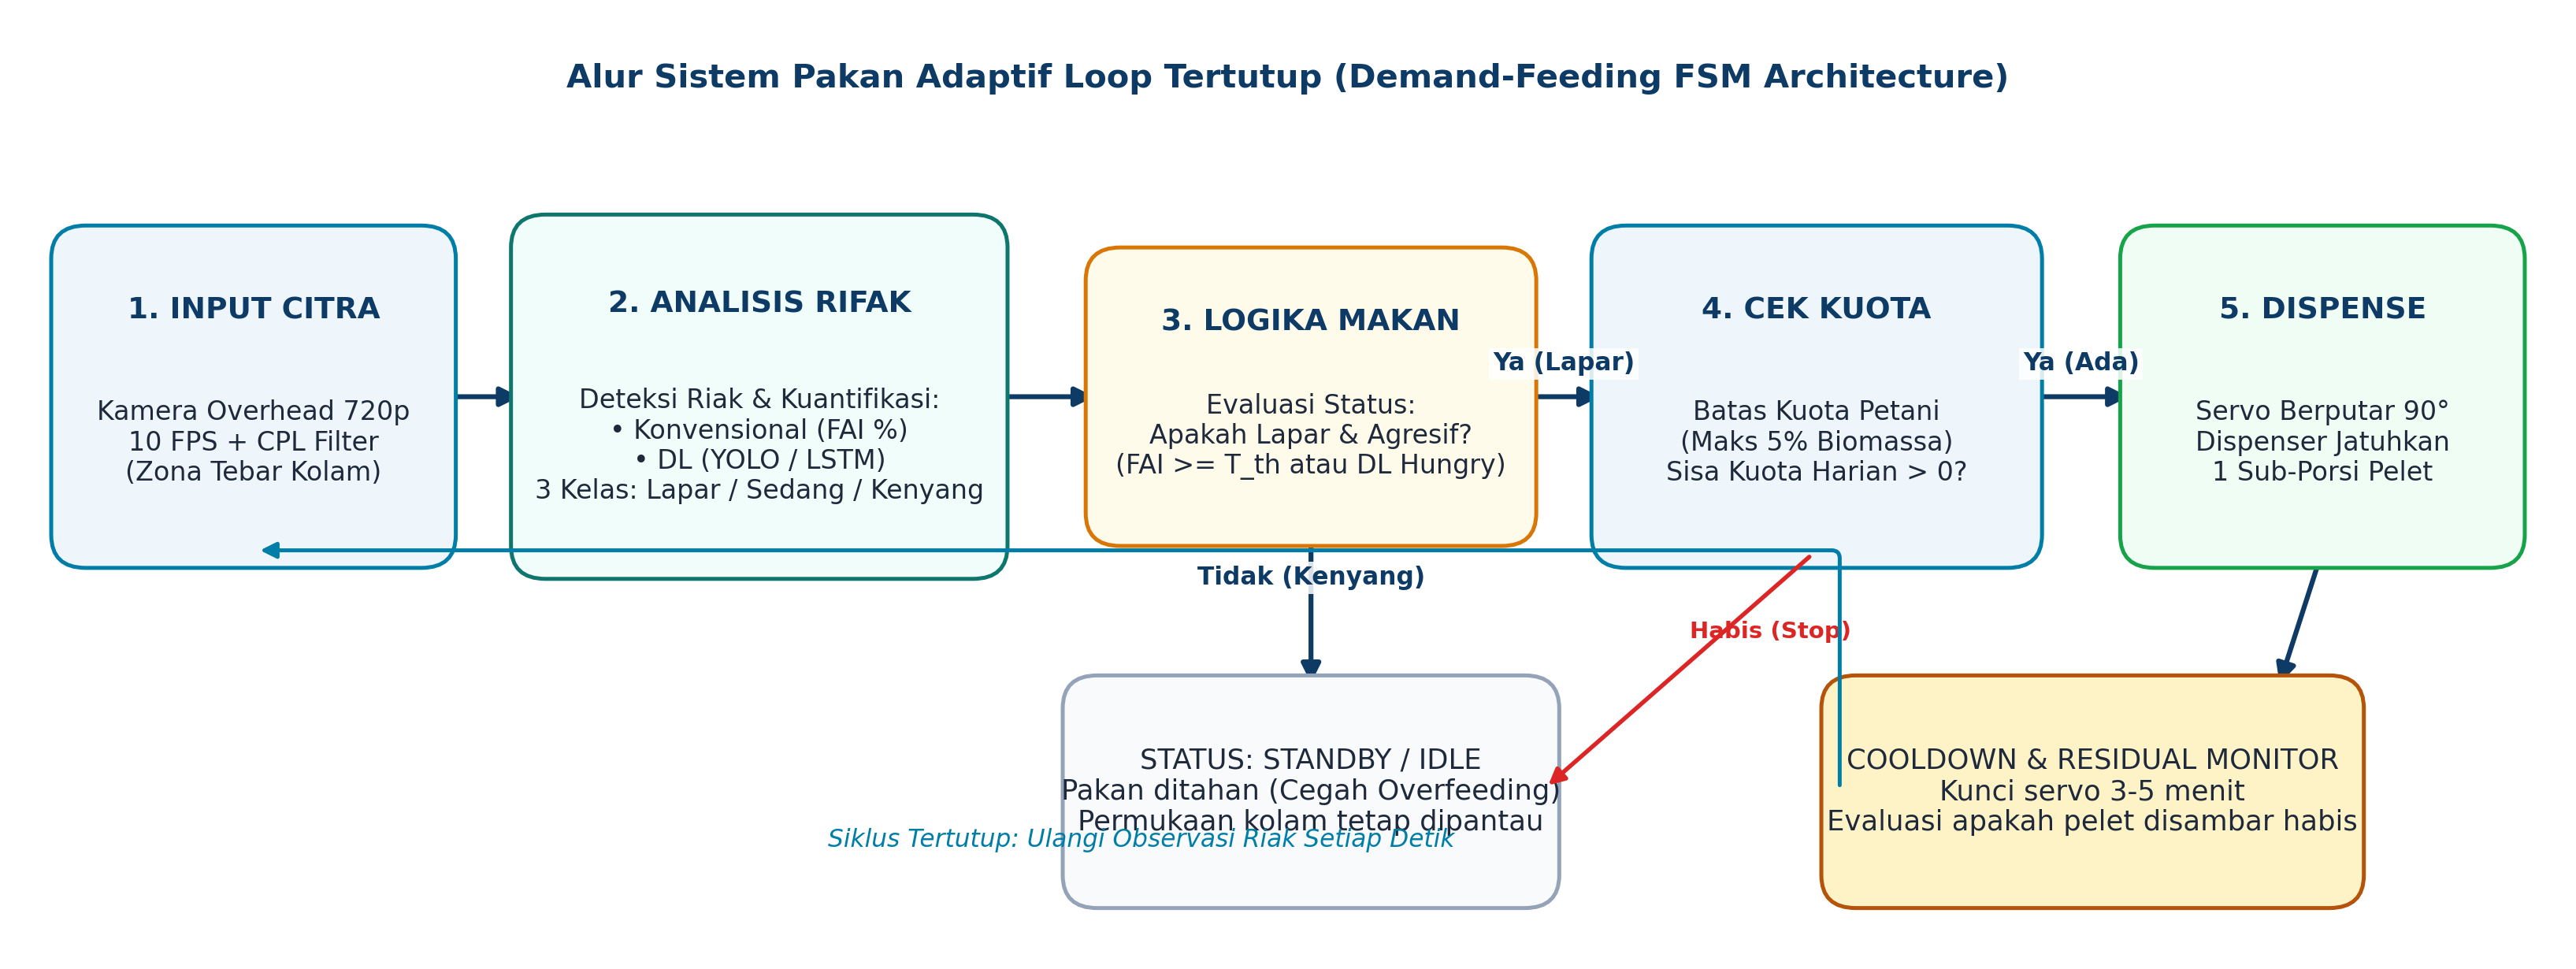 Alur Sistem Pakan Adaptif Loop Tertutup (Demand-Feeding FSM Architecture)
1. INPUT CITRA
Kamera Overhead 720p
10 FPS + CPL Filter
(Zona Tebar Kolam)
2. ANALISIS RIFAK
Deteksi Riak & Kuantifikasi:
• Konvensional (FAI %)
• DL (YOLO / LSTM)
3 Kelas: Lapar / Sedang / Kenyang
3. LOGIKA MAKAN
Evaluasi Status:
Apakah Lapar & Agresif?
(FAI >= T_th atau DL Hungry)
Ya (Lapar)
4. CEK KUOTA
Batas Kuota Petani
(Maks 5% Biomassa)
Sisa Kuota Harian > 0?
Ya (Ada)
5. DISPENSE
Servo Berputar 90°
Dispenser Jatuhkan
1 Sub-Porsi Pelet
Tidak (Kenyang)
Habis (Stop)
STATUS: STANDBY / IDLE
Pakan ditahan (Cegah Overfeeding)
Permukaan kolam tetap dipantau
COOLDOWN & RESIDUAL MONITOR
Kunci servo 3-5 menit
Evaluasi apakah pelet disambar habis
Siklus Tertutup: Ulangi Observasi Riak Setiap Detik